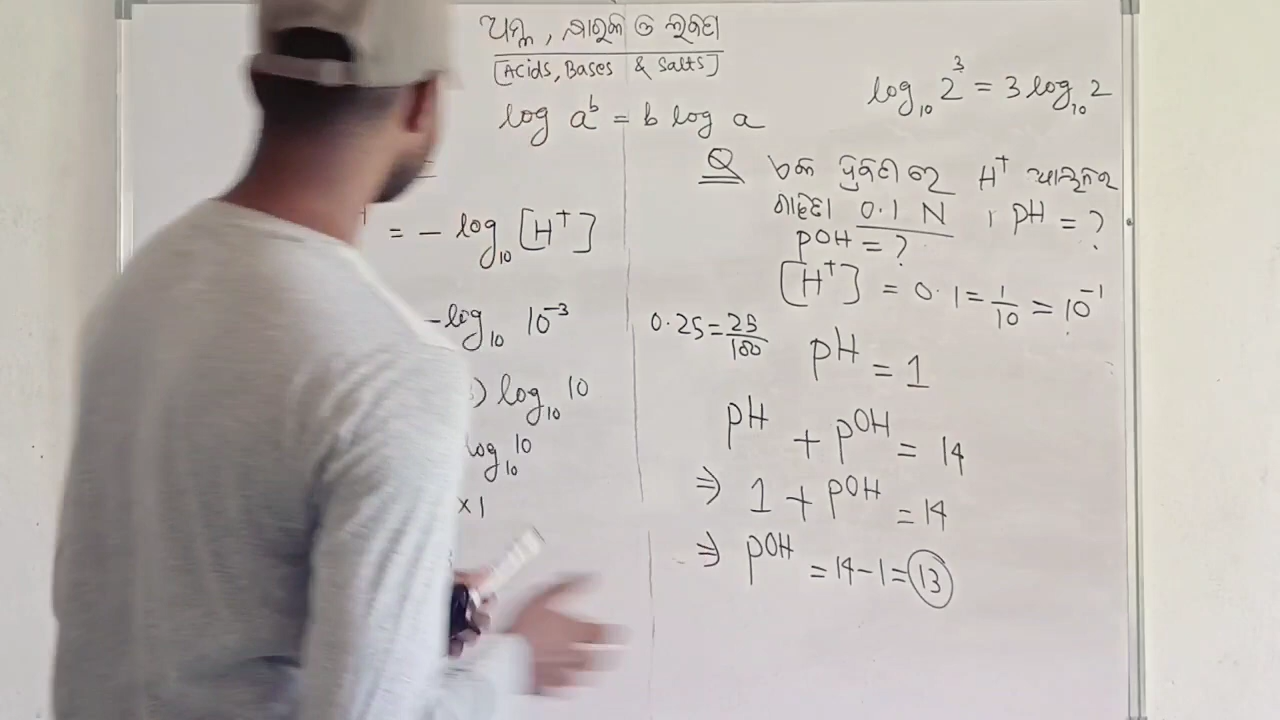 ଅମ୍ଳ, କ୍ଷାରକ ଓ ଲବଣ
[Acids, Bases & Salts]
log a^b = b log a
= - log₁₀ [H⁺]
-log₁₀ 10⁻³
) log₁₀ 10
log₁₀ 10
× 1
log₁₀ 2³ = 3 log₁₀ 2
Q ଏକ ଦ୍ରବଣରେ H⁺ ଆୟନର
ଗାଢ଼ତା 0.1 N । pH = ?
pOH = ?
[H⁺] = 0.1 = 1/10 = 10⁻¹
0.25 = 25/100
pH = 1
pH + pOH = 14
⇒ 1 + pOH = 14
⇒ pOH = 14 - 1 = 13